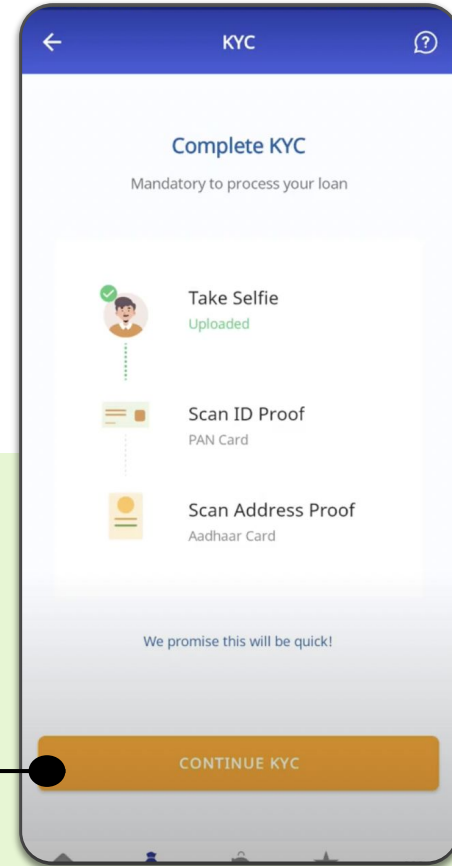 KYC
Complete KYC
Mandatory to process your loan
Take Selfie
Uploaded
Scan ID Proof
PAN Card
Scan Address Proof
Aadhaar Card
We promise this will be quick!
CONTINUE KYC